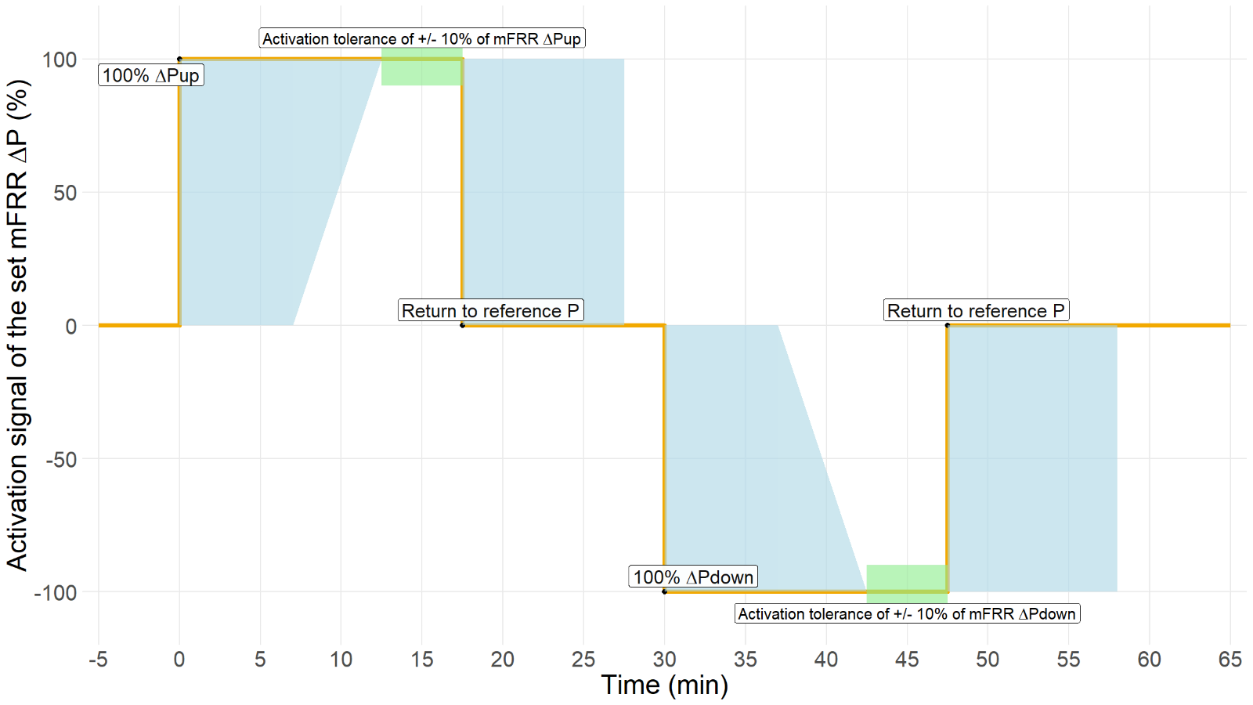 Activation tolerance of +/- 10% of mFRR ΔPup
100% ΔPup
Return to reference P
Return to reference P
100% ΔPdown
Activation tolerance of +/- 10% of mFRR ΔPdown
Activation signal of the set mFRR ΔP (%)
100
50
0
-50
-100
-5 0 5 10 15 20 25 30 35 40 45 50 55 60 65
Time (min)